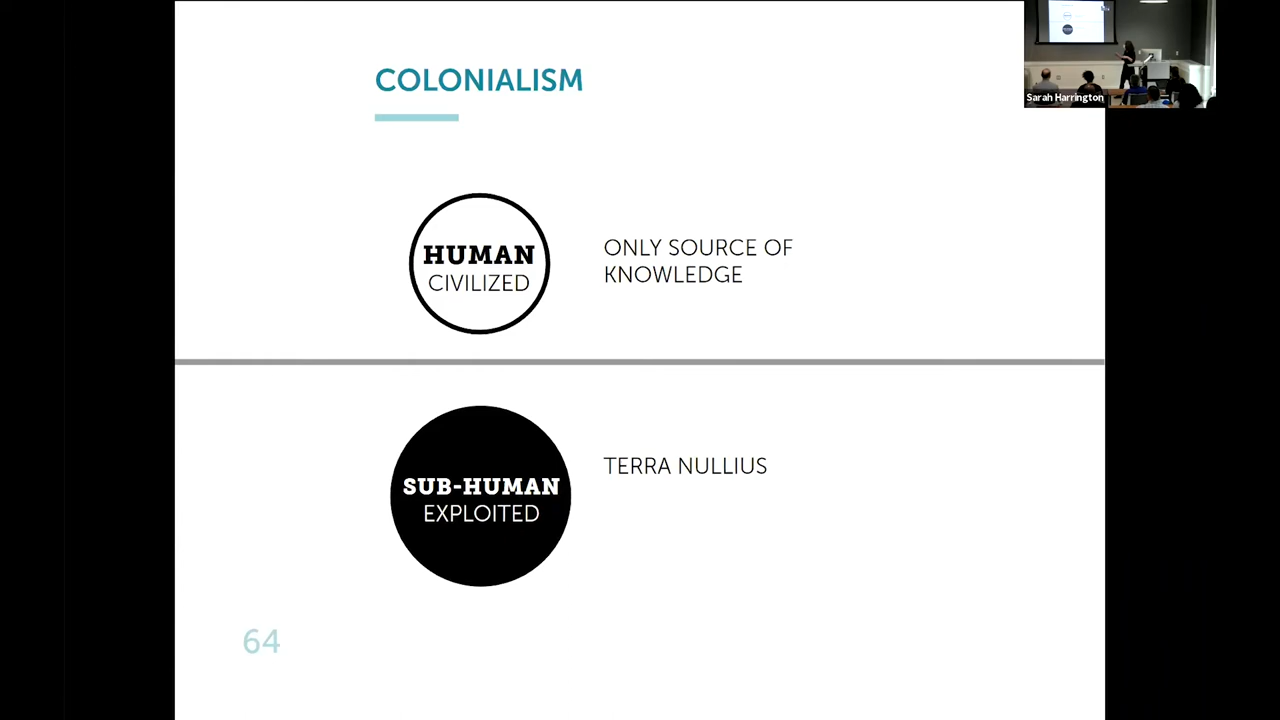 COLONIALISM
Sarah Harrington
HUMAN
CIVILIZED
ONLY SOURCE OF
KNOWLEDGE
SUB-HUMAN
EXPLOITED
TERRA NULLIUS
64